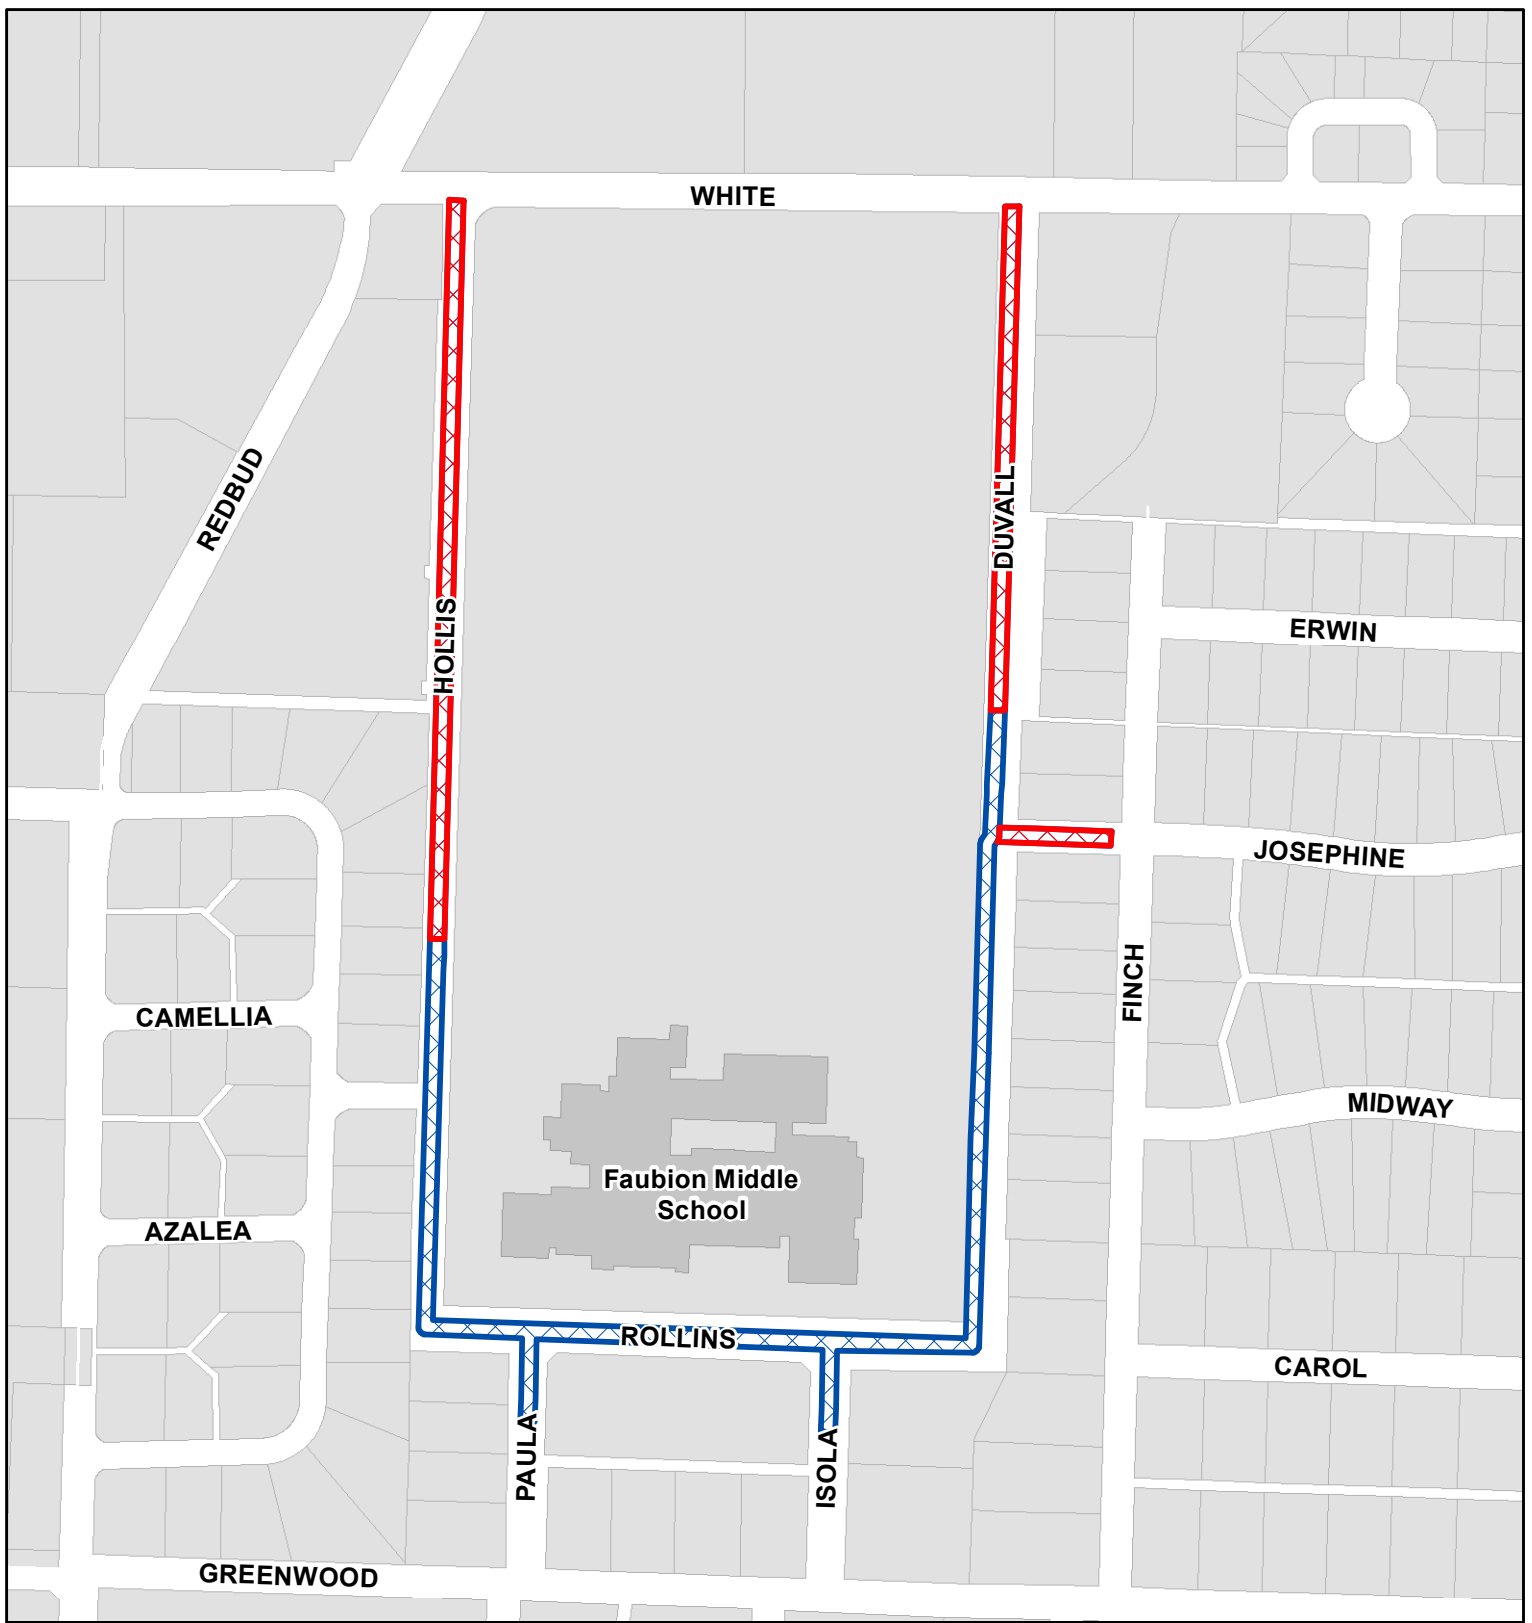 WHITE
REDBUD
DUVALL
HOLLIS
ERWIN
JOSEPHINE
FINCH
CAMELLIA
MIDWAY
Faubion Middle
School
AZALEA
ROLLINS
CAROL
PAULA
ISOLA
GREENWOOD